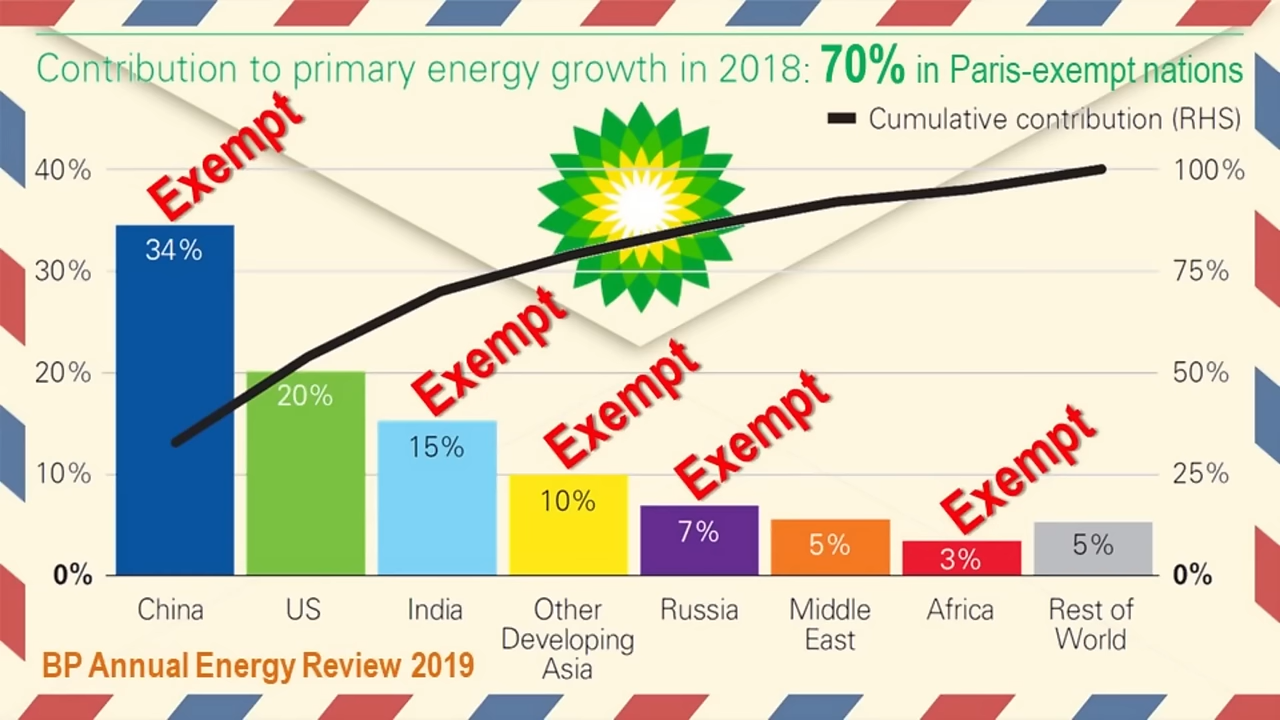 Contribution to primary energy growth in 2018: 70% in Paris-exempt nations
Cumulative contribution (RHS)
40%
30%
20%
10%
0%
100%
75%
50%
25%
0%
Exempt
34%
20%
Exempt
15%
Exempt
10%
Exempt
7%
5%
Exempt
3%
5%
China
US
India
Other
Developing
Asia
Russia
Middle
East
Africa
Rest of
World
BP Annual Energy Review 2019